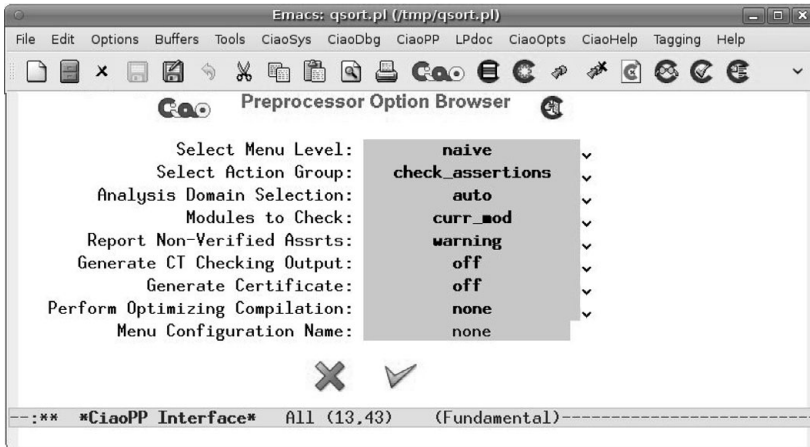 Emacs: qsort.pl (/tmp/qsort.pl)
File Edit Options Buffers Tools CiaoSys CiaoDbg CiaoPP LPdoc CiaoOpts CiaoHelp Tagging Help
Ciao
Ciao Preprocessor Option Browser
Select Menu Level: naive
Select Action Group: check_assertions
Analysis Domain Selection: auto
Modules to Check: curr_mod
Report Non-Verified Assrts: warning
Generate CT Checking Output: off
Generate Certificate: off
Perform Optimizing Compilation: none
Menu Configuration Name: none
--:** *CiaoPP Interface* All (13,43) (Fundamental)--------------------------